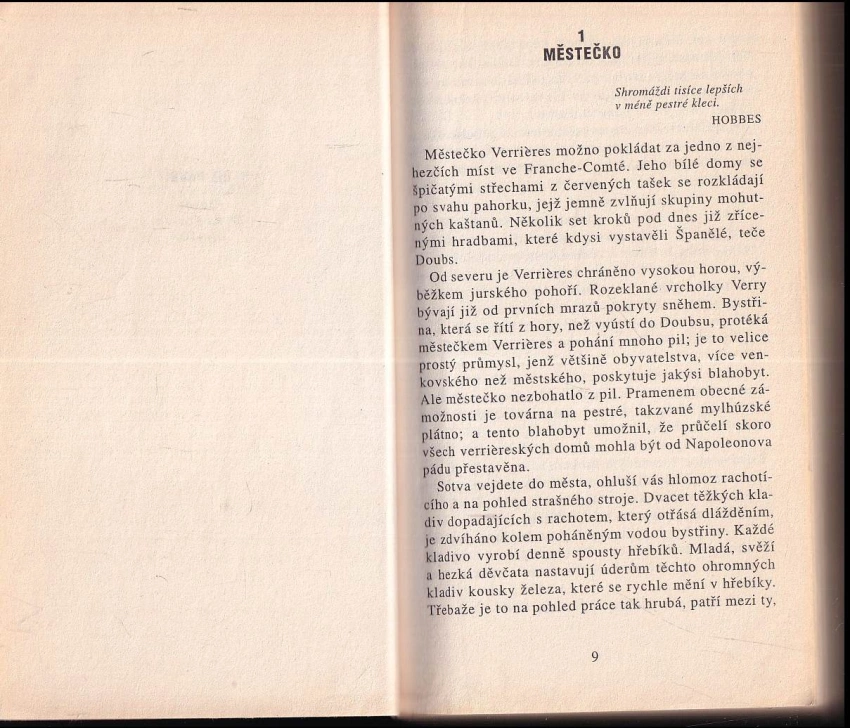 1
MĚSTEČKO
Shromáždi tisíce lepších
v méně pestré kleci.
HOBBES
Městečko Verrières možno pokládat za jedno z nej-
hezčích míst ve Franche-Comté. Jeho bílé domy se
špičatými střechami z červených tašek se rozkládají
po svahu pahorku, jejž jemně zvlňují skupiny mohut-
ných kaštanů. Několik set kroků pod dnes již zříce-
nými hradbami, které kdysi vystavěli Španělé, teče
Doubs.
Od severu je Verrières chráněno vysokou horou, vý-
běžkem jurského pohoří. Rozeklané vrcholky Verry
bývají již od prvních mrazů pokryty sněhem. Bystři-
na, která se řítí z hory, než vyústí do Doubsu, protéká
městečkem Verrières a pohání mnoho pil; je to velice
prostý průmysl, jenž většině obyvatelstva, více ven-
kovského než městského, poskytuje jakýsi blahobyt.
Ale městečko nezbohatlo z pil. Pramenem obecné zá-
možnosti je továrna na pestré, takzvané mylhúzské
plátno; a tento blahobyt umožnil, že průčelí skoro
všech verrièreských domů mohla být od Napoleonova
pádu přestavěna.
Sotva vejdete do města, ohluší vás hlomoz rachotí-
cího a na pohled strašného stroje. Dvacet těžkých kla-
div dopadajících s rachotem, který otřásá dlážděním,
je zdviháno kolem poháněným vodou bystřiny. Každé
kladivo vyrobí denně spousty hřebíků. Mladá, svěží
a hezká děvčata nastavují úderům těchto ohromných
kladiv kousky železa, které se rychle mění v hřebíky.
Třebaže je to na pohled práce tak hrubá, patří mezi ty,
9